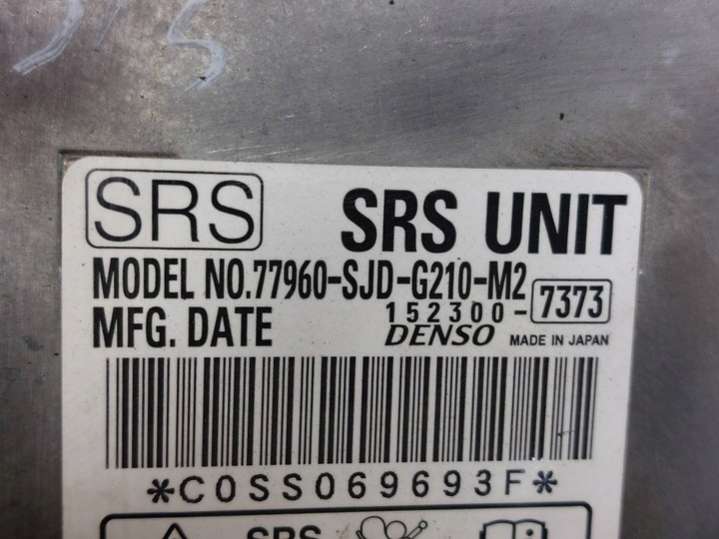 SRS SRS UNIT
MODEL NO.77960-SJD-G210-M2
152300-7373
MFG. DATE DENSO MADE IN JAPAN
*C0SS069693F*
SRS